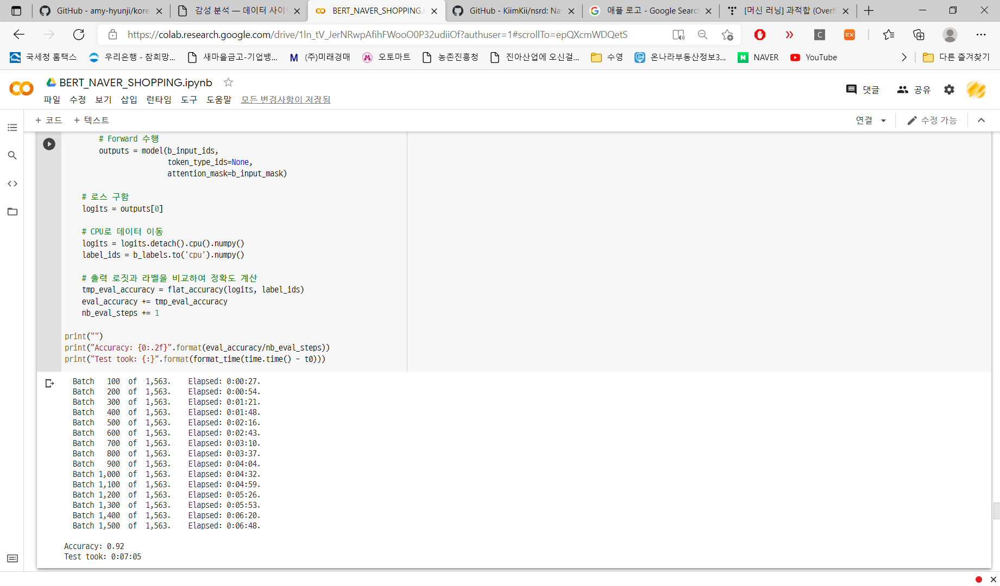 GitHub - amy-hyunji/kore
감성 분석 — 데이터 사이
BERT_NAVER_SHOPPING.i
GitHub - KiimKii/nsrd: Na
애플 로고 - Google Searc
[머신 러닝] 과적합 (Overfi
https://colab.research.google.com/drive/1ln_tV_JerNRwpAfihFWooO0P32udiiOf?authuser=1#scrollTo=epQXcmWDQetS
국세청 홈택스
우리은행 - 참희망...
새마을금고-기업뱅...
(주)미래경매
오토마트
농촌진흥청
진아산업에 오신걸...
수영
온나라부동산정보3...
NAVER
YouTube
다른 즐겨찾기
BERT_NAVER_SHOPPING.ipynb
댓글
공유
파일 수정 보기 삽입 런타임 도구 도움말 모든 변경사항이 저장됨
+ 코드 + 텍스트
연결
수정 가능
# Forward 수행
outputs = model(b_input_ids,
token_type_ids=None,
attention_mask=b_input_mask)
# 로스 구함
logits = outputs[0]
# CPU로 데이터 이동
logits = logits.detach().cpu().numpy()
label_ids = b_labels.to('cpu').numpy()
# 출력 로짓과 라벨을 비교하여 정확도 계산
tmp_eval_accuracy = flat_accuracy(logits, label_ids)
eval_accuracy += tmp_eval_accuracy
nb_eval_steps += 1
print("")
print("Accuracy: {0:.2f}".format(eval_accuracy/nb_eval_steps))
print("Test took: {:}".format(format_time(time.time() - t0)))
Batch 100 of 1,563. Elapsed: 0:00:27.
Batch 200 of 1,563. Elapsed: 0:00:54.
Batch 300 of 1,563. Elapsed: 0:01:21.
Batch 400 of 1,563. Elapsed: 0:01:48.
Batch 500 of 1,563. Elapsed: 0:02:16.
Batch 600 of 1,563. Elapsed: 0:02:43.
Batch 700 of 1,563. Elapsed: 0:03:10.
Batch 800 of 1,563. Elapsed: 0:03:37.
Batch 900 of 1,563. Elapsed: 0:04:04.
Batch 1,000 of 1,563. Elapsed: 0:04:32.
Batch 1,100 of 1,563. Elapsed: 0:04:59.
Batch 1,200 of 1,563. Elapsed: 0:05:26.
Batch 1,300 of 1,563. Elapsed: 0:05:53.
Batch 1,400 of 1,563. Elapsed: 0:06:20.
Batch 1,500 of 1,563. Elapsed: 0:06:48.
Accuracy: 0.92
Test took: 0:07:05